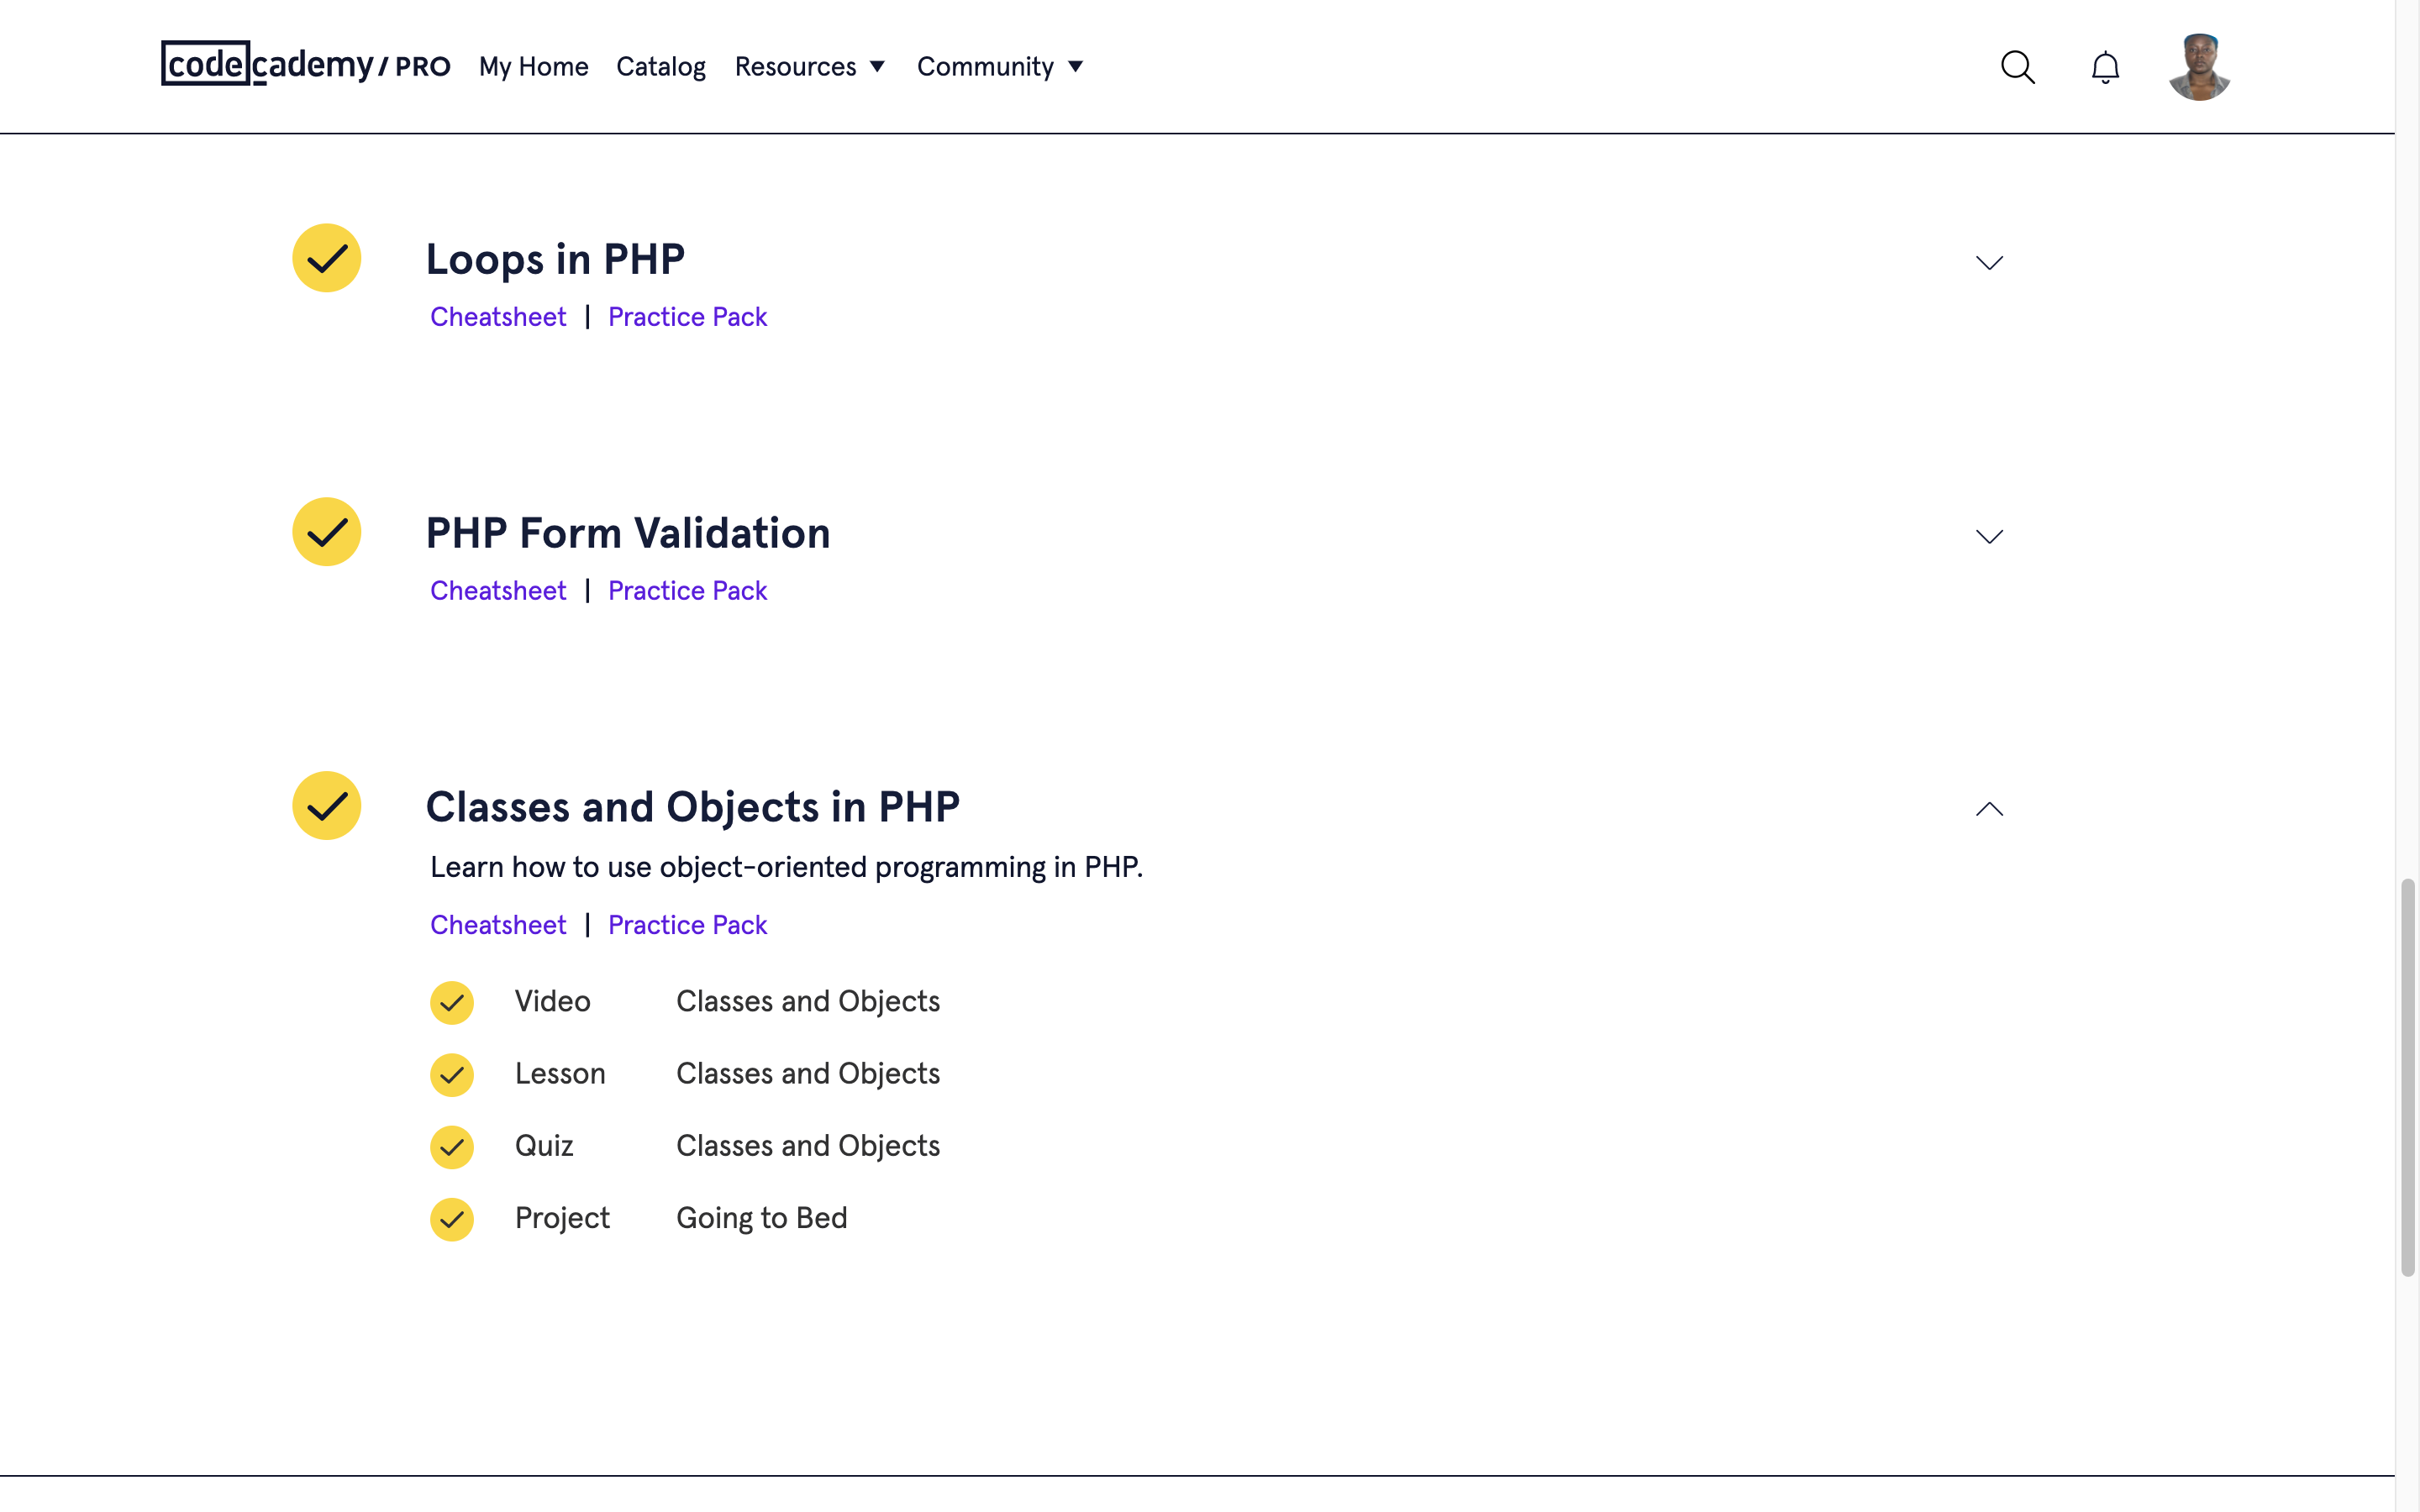 codecademy / PRO My Home Catalog Resources Community
Loops in PHP
Cheatsheet | Practice Pack
PHP Form Validation
Cheatsheet | Practice Pack
Classes and Objects in PHP
Learn how to use object-oriented programming in PHP.
Cheatsheet | Practice Pack
Video Classes and Objects
Lesson Classes and Objects
Quiz Classes and Objects
Project Going to Bed